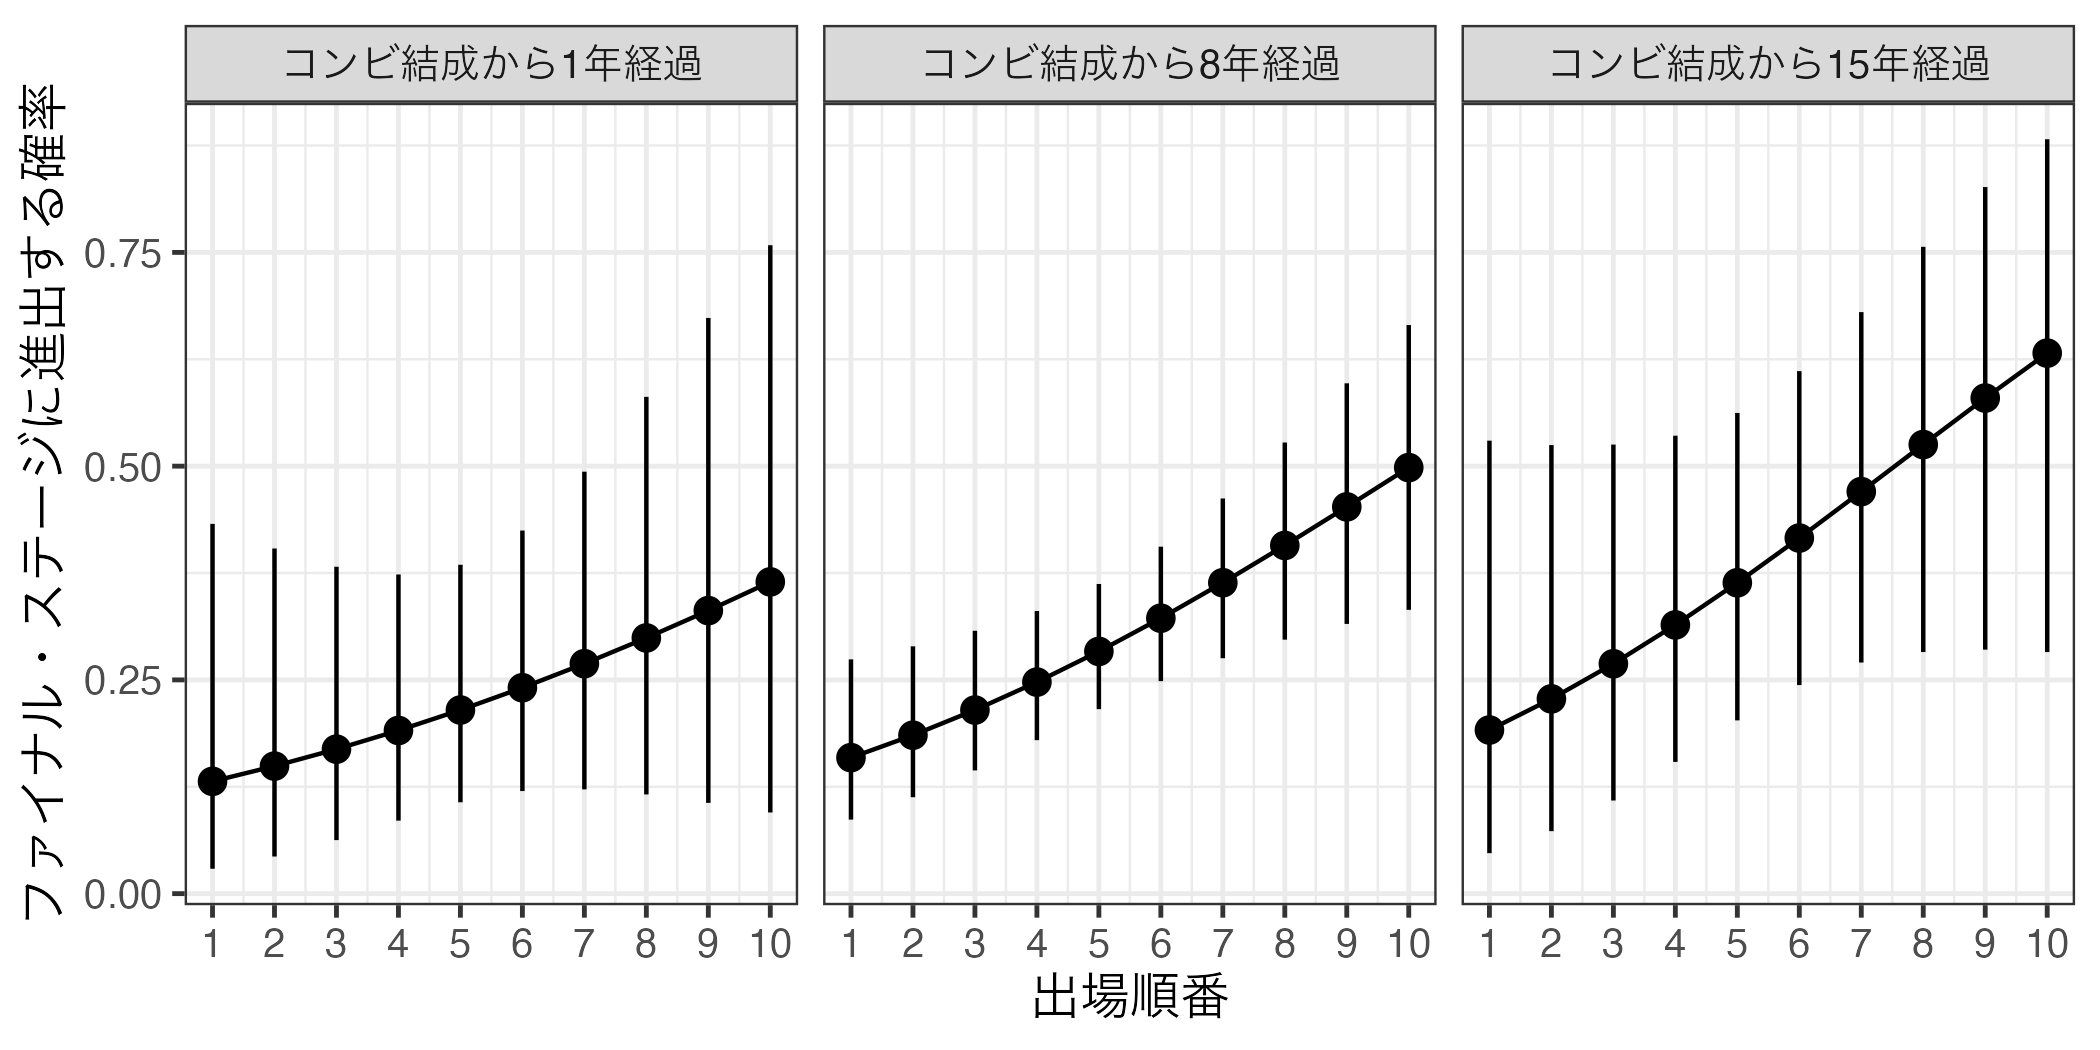 コンビ結成から1年経過
コンビ結成から8年経過
コンビ結成から15年経過
ファイナル・ステージに進出する確率
0.75
0.50
0.25
0.00
1 2 3 4 5 6 7 8 9 10
1 2 3 4 5 6 7 8 9 10
1 2 3 4 5 6 7 8 9 10
出場順番